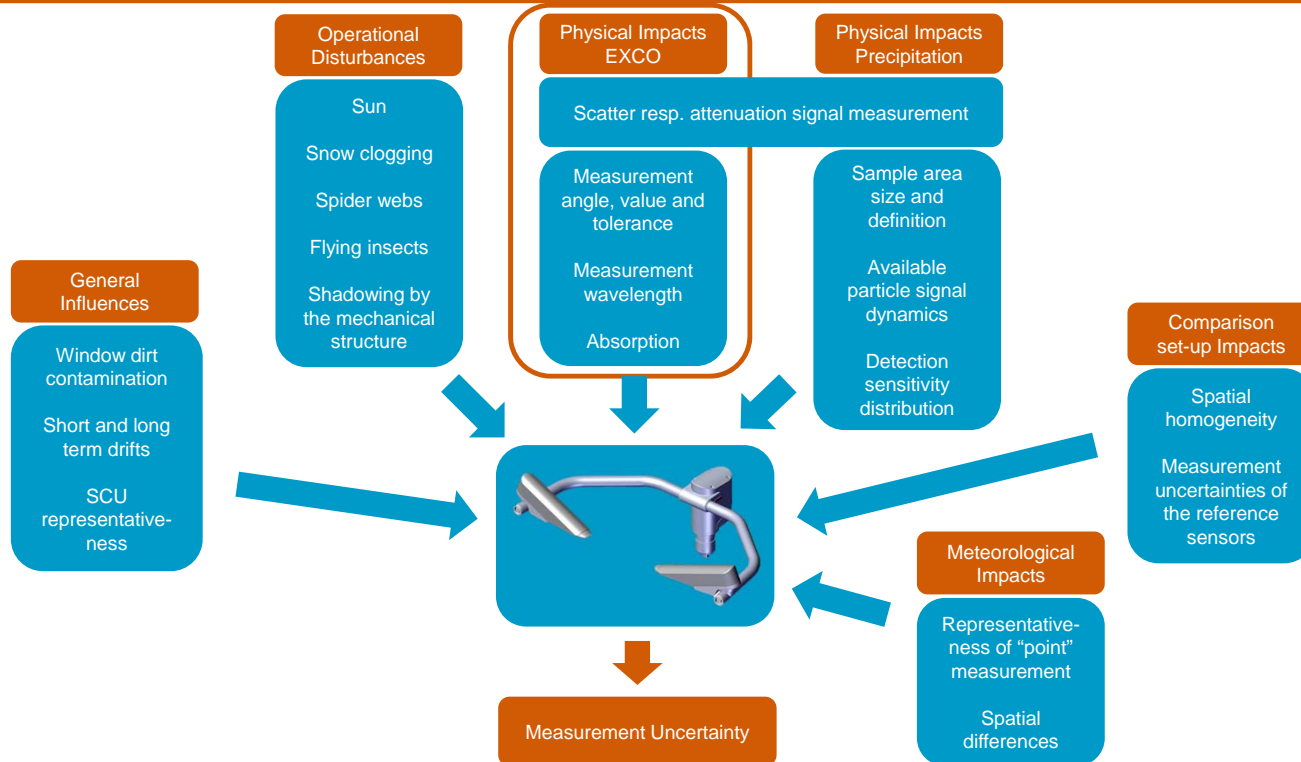 Operational
Disturbances
Sun
Snow clogging
Spider webs
Flying insects
Shadowing by
the mechanical
structure
Physical Impacts
EXCO
Physical Impacts
Precipitation
Scatter resp. attenuation signal measurement
Measurement
angle, value and
tolerance
Measurement
wavelength
Absorption
Sample area
size and
definition
Available
particle signal
dynamics
Detection
sensitivity
distribution
General
Influences
Window dirt
contamination
Short and long
term drifts
SCU
representative-
ness
Comparison
set-up Impacts
Spatial
homogeneity
Measurement
uncertainties of
the reference
sensors
Meteorological
Impacts
Representative-
ness of “point”
measurement
Spatial
differences
Measurement Uncertainty